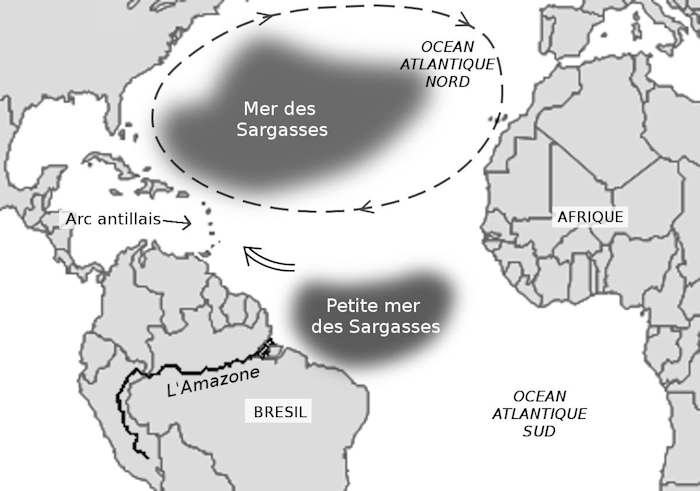 OCEAN
ATLANTIQUE
NORD
Mer des
Sargasses
Arc antillais
AFRIQUE
Petite mer
des Sargasses
L'Amazone
BRESIL
OCEAN
ATLANTIQUE
SUD